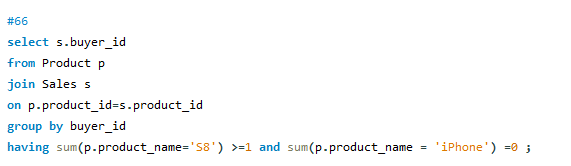 #66
select s.buyer_id
from Product p
join Sales s
on p.product_id=s.product_id
group by buyer_id
having sum(p.product_name='S8') >=1 and sum(p.product_name = 'iPhone') =0 ;